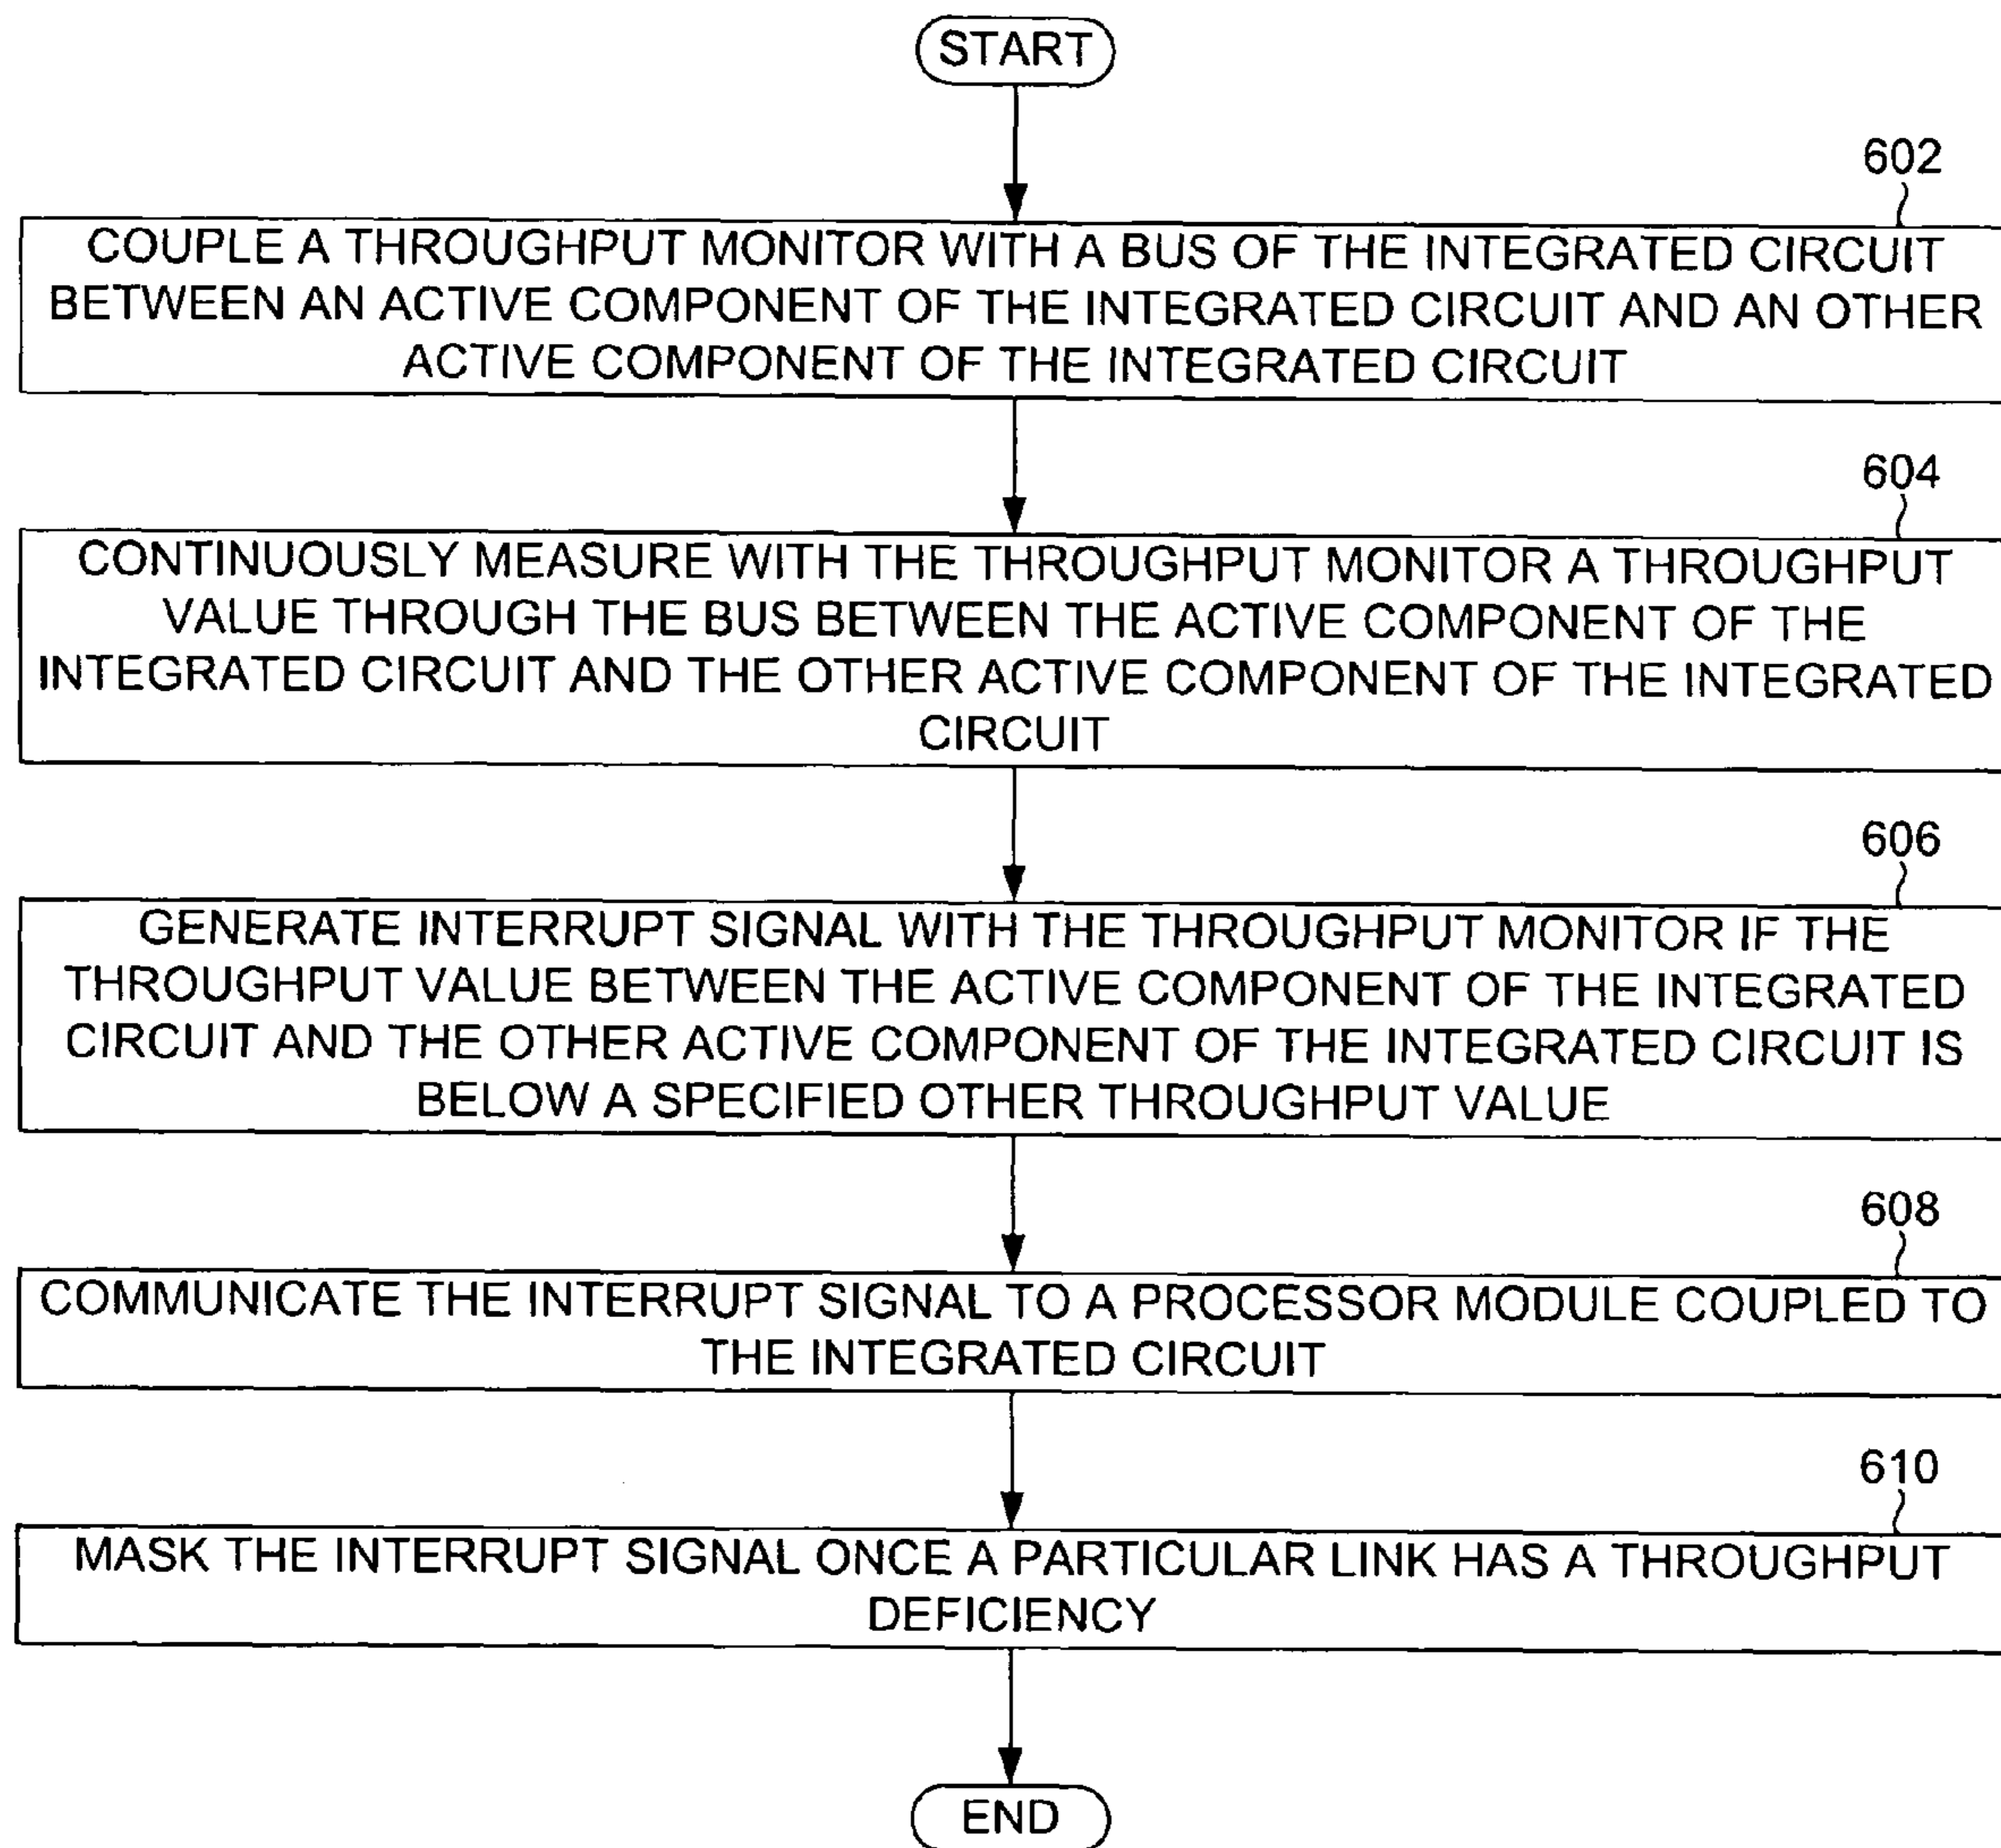 START
602
COUPLE A THROUGHPUT MONITOR WITH A BUS OF THE INTEGRATED CIRCUIT
BETWEEN AN ACTIVE COMPONENT OF THE INTEGRATED CIRCUIT AND AN OTHER
ACTIVE COMPONENT OF THE INTEGRATED CIRCUIT
604
CONTINUOUSLY MEASURE WITH THE THROUGHPUT MONITOR A THROUGHPUT
VALUE THROUGH THE BUS BETWEEN THE ACTIVE COMPONENT OF THE
INTEGRATED CIRCUIT AND THE OTHER ACTIVE COMPONENT OF THE INTEGRATED
CIRCUIT
606
GENERATE INTERRUPT SIGNAL WITH THE THROUGHPUT MONITOR IF THE
THROUGHPUT VALUE BETWEEN THE ACTIVE COMPONENT OF THE INTEGRATED
CIRCUIT AND THE OTHER ACTIVE COMPONENT OF THE INTEGRATED CIRCUIT IS
BELOW A SPECIFIED OTHER THROUGHPUT VALUE
608
COMMUNICATE THE INTERRUPT SIGNAL TO A PROCESSOR MODULE COUPLED TO
THE INTEGRATED CIRCUIT
610
MASK THE INTERRUPT SIGNAL ONCE A PARTICULAR LINK HAS A THROUGHPUT
DEFICIENCY
END